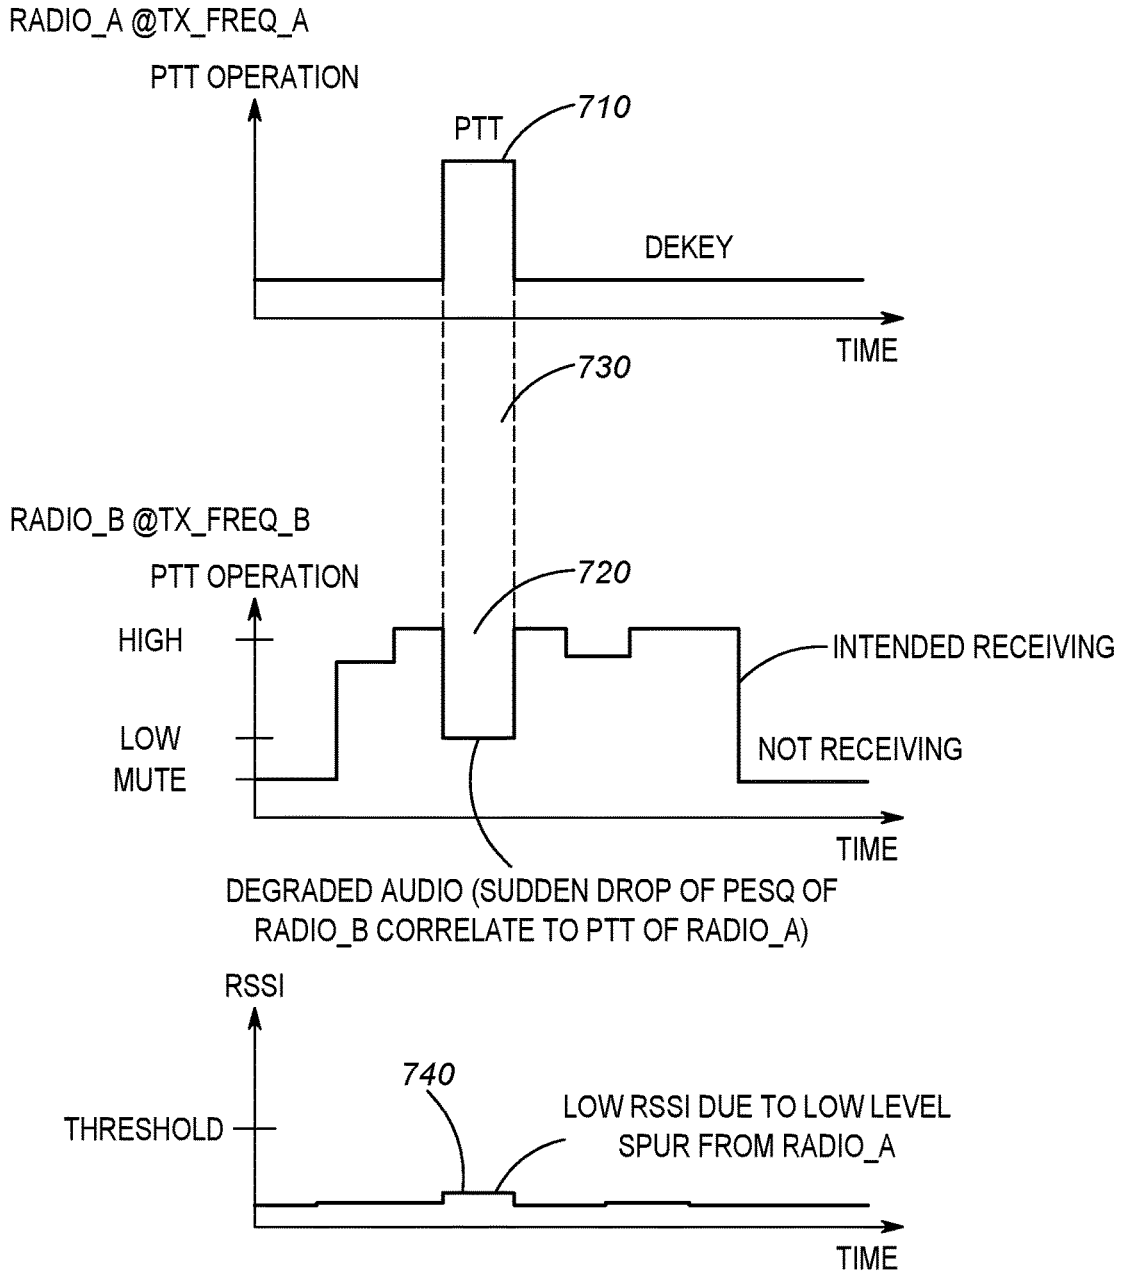 RADIO_A @TX_FREQ_A
PTT OPERATION
PTT
710
DEKEY
TIME
730
RADIO_B @TX_FREQ_B
PTT OPERATION
720
HIGH
INTENDED RECEIVING
LOW
NOT RECEIVING
MUTE
TIME
DEGRADED AUDIO (SUDDEN DROP OF PESQ OF
RADIO_B CORRELATE TO PTT OF RADIO_A)
RSSI
740
LOW RSSI DUE TO LOW LEVEL
SPUR FROM RADIO_A
THRESHOLD
TIME